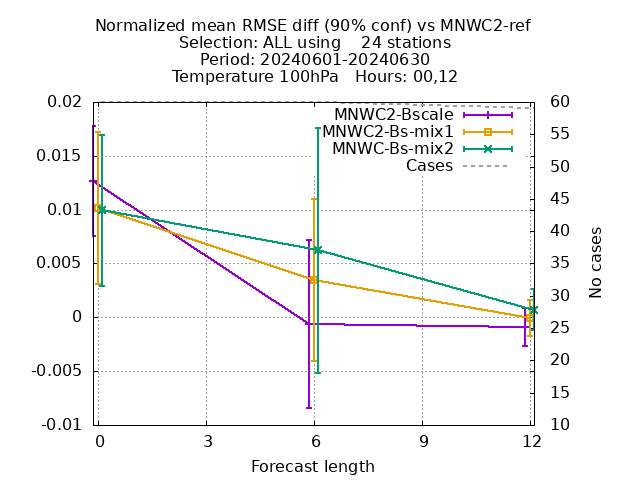 Normalized mean RMSE diff (90% conf) vs MNWC2-ref
Selection: ALL using    24 stations
Period: 20240601-20240630
Temperature 100hPa   Hours: 00,12
MNWC2-Bscale
MNWC2-Bs-mix1
MNWC-Bs-mix2
Cases
0.02
0.015
0.01
0.005
0
-0.005
-0.01
60
55
50
45
40
35
30
25
20
15
10
No cases
0 3 6 9 12
Forecast length